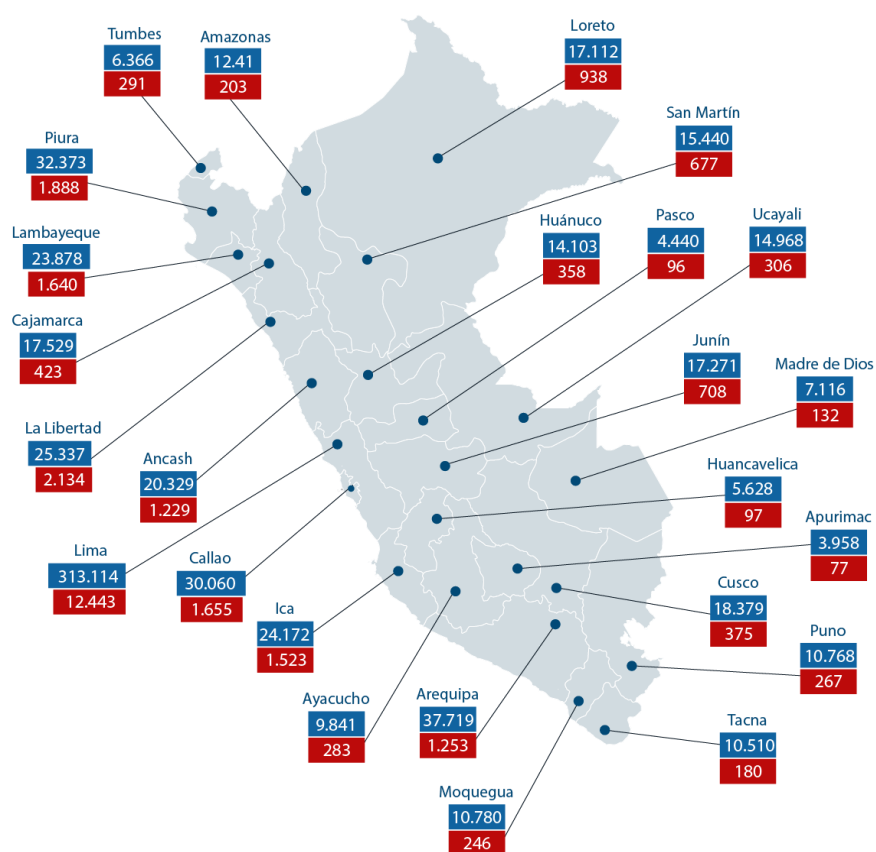 Tumbes
6.366
291
Amazonas
12.41
203
Loreto
17.112
938
San Martín
15.440
677
Piura
32.373
1.888
Lambayeque
23.878
1.640
Huánuco
14.103
358
Pasco
4.440
96
Ucayali
14.968
306
Cajamarca
17.529
423
Junín
17.271
708
Madre de Dios
7.116
132
La Libertad
25.337
2.134
Ancash
20.329
1.229
Huancavelica
5.628
97
Apurimac
3.958
77
Lima
313.114
12.443
Callao
30.060
1.655
Ica
24.172
1.523
Cusco
18.379
375
Puno
10.768
267
Ayacucho
9.841
283
Arequipa
37.719
1.253
Tacna
10.510
180
Moquegua
10.780
246